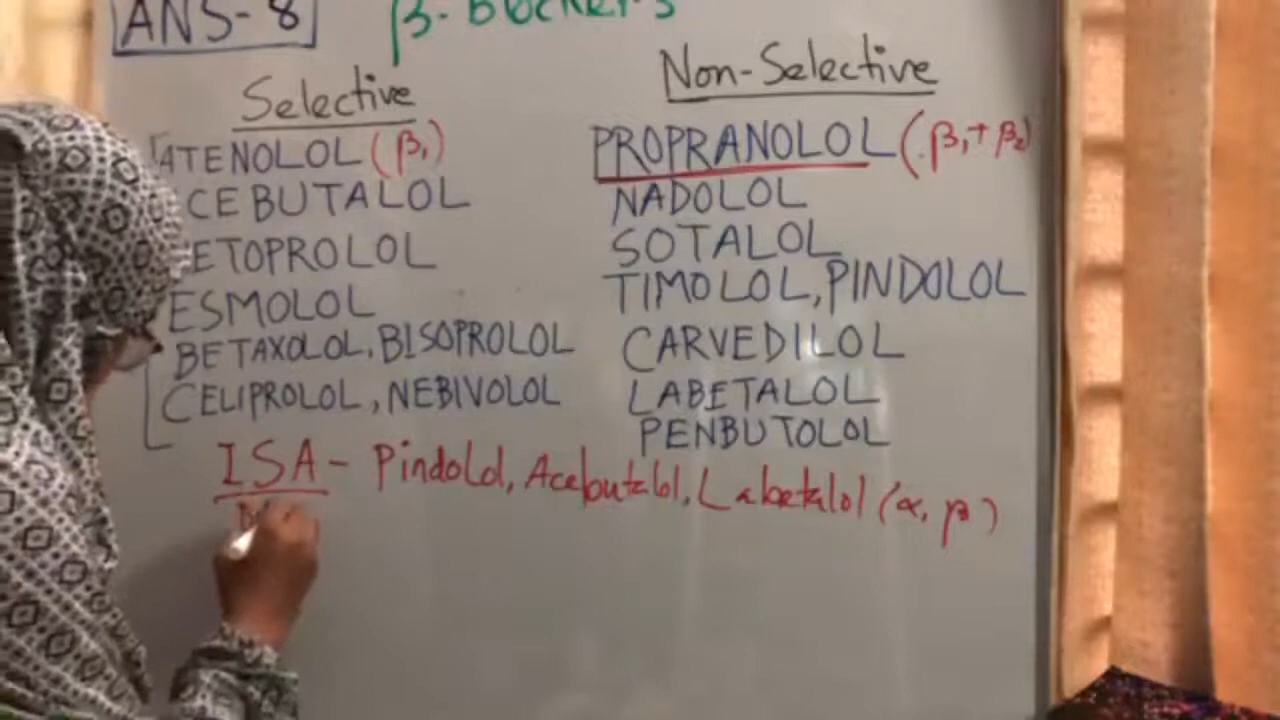 ANS-8
β-Blockers
Selective
ATENOLOL (β₁)
CEBUTALOL
ETOPROLOL
ESMOLOL
BETAXOLOL, BISOPROLOL
CELIPROLOL, NEBIVOLOL
Non-Selective
PROPRANOLOL (β₁+β₂)
NADOLOL
SOTALOL
TIMOLOL, PINDOLOL
CARVEDILOL
LABETALOL
PENBUTOLOL
ISA - Pindolol, Acebutalol, Labetalol (α, β)